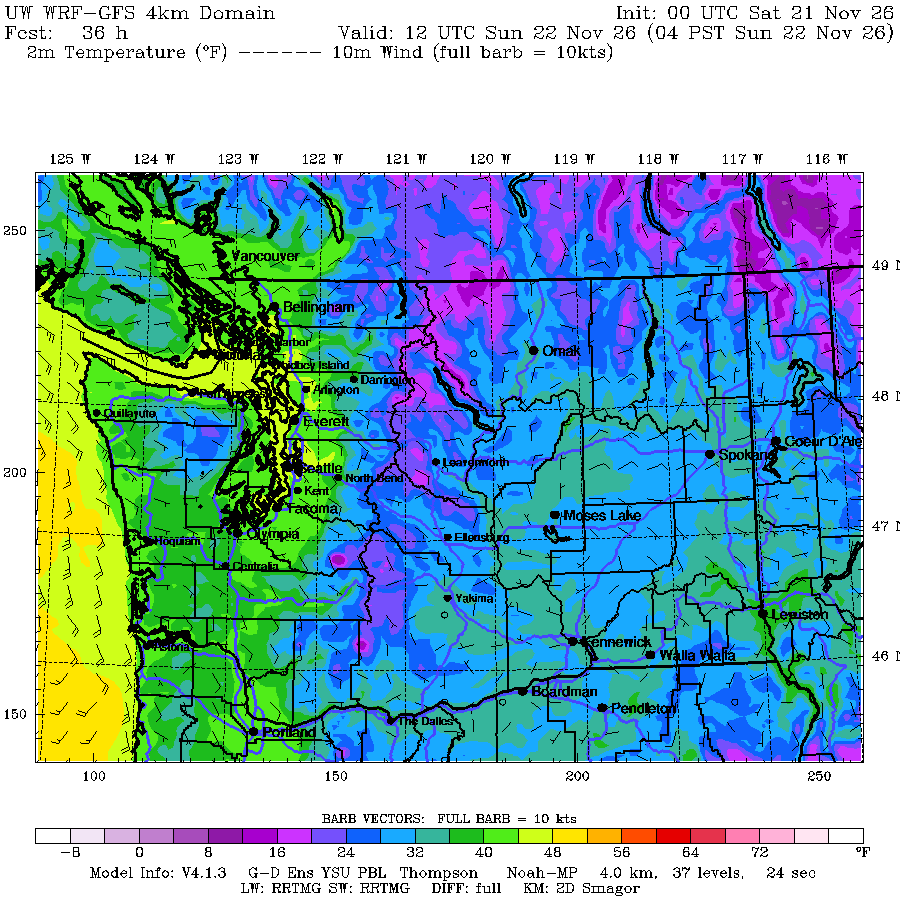 UW WRF-GFS 4km Domain Init: 00 UTC Sat 21 Nov 26
Fcst: 36 h Valid: 12 UTC Sun 22 Nov 26 (04 PST Sun 22 Nov 26)
2m Temperature (°F) ------ 10m Wind (full barb = 10kts)
125 W 124 W 123 W 122 W 121 W 120 W 119 W 118 W 117 W 116 W
250
Vancouver
49 N
Bellingham
Omak
Darrington
Arlington
48 N
Quillayute
Everett
Coeur D'Ale
Spokane
Leavenworth
200
Seattle
North Bend
Kent
Tacoma
Moses Lake
47 N
Olympia
Ellensburg
Hoquiam
Centralia
Yakima
Lewiston
Kennewick
Astoria
Walla Walla
46 N
Boardman
Pendleton
150
The Dalles
Portland
100 150 200 250
BARB VECTORS: FULL BARB = 10 kts
-8 0 8 16 24 32 40 48 56 64 72 °F
Model Info: V4.1.3 G-D Ens YSU PBL Thompson Noah-MP 4.0 km, 37 levels, 24 sec
LW: RRTMG SW: RRTMG DIFF: full KM: 2D Smagor